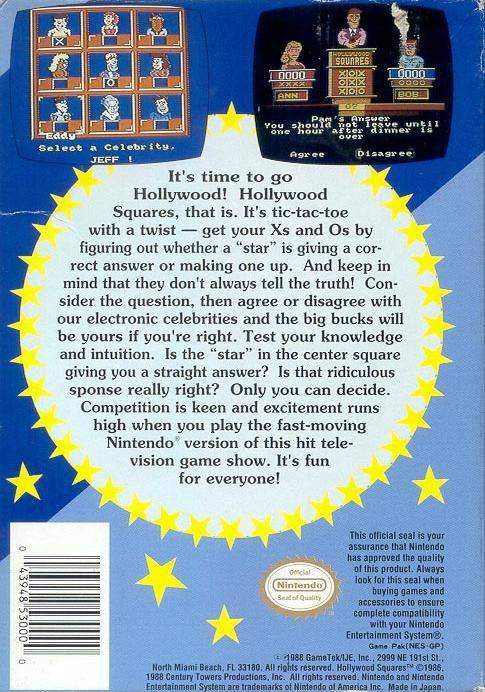 Eddy
Select a Celebrity,
JEFF !
HOLLYWOOD
SQUARES
0000
XXXX
ANN
0000
OOOO
BOB
Pam's Answer
You should not leave until
one hour after dinner is
over
Agree
Disagree
It's time to go
Hollywood! Hollywood
Squares, that is. It's tic-tac-toe
with a twist — get your Xs and Os by
figuring out whether a “star” is giving a cor-
rect answer or making one up. And keep in
mind that they don't always tell the truth! Con-
sider the question, then agree or disagree with
our electronic celebrities and the big bucks will
be yours if you're right. Test your knowledge
and intuition. Is the “star” in the center square
giving you a straight answer? Is that ridiculous
sponse really right? Only you can decide.
Competition is keen and excitement runs
high when you play the fast-moving
Nintendo® version of this hit tele-
vision game show. It's fun
for everyone!
This official seal is your
assurance that Nintendo
has approved the quality
of this product. Always
look for this seal when
buying games and
accessories to ensure
complete compatibility
with your Nintendo
Entertainment System®.
Game Pak (NES-GP)
Official
Nintendo
Seal of Quality
0 43948 53000 0
©1988 GameTek/IJE, Inc., 2999 NE 191st St.,
North Miami Beach, FL 33180. All rights reserved. Hollywood Squares™ ©1986,
1988 Century Towers Productions, Inc. All rights reserved. Nintendo and Nintendo
Entertainment System are trademarks of Nintendo of America Inc. Made in Japan.